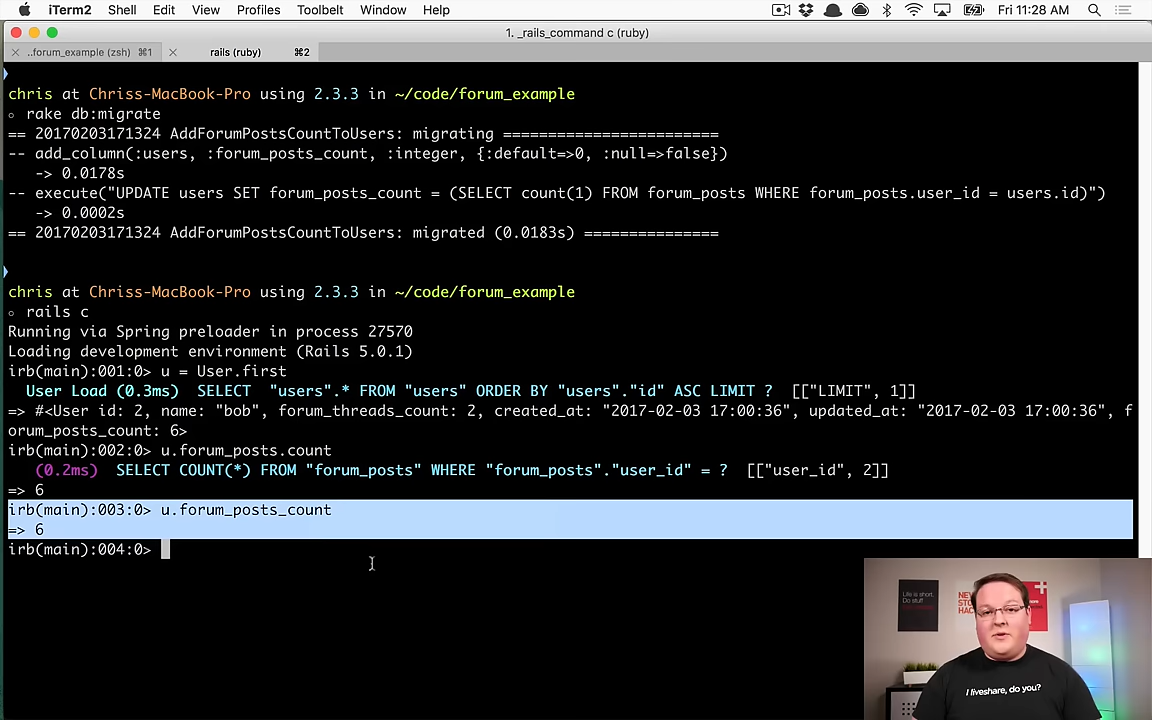 iTerm2 Shell Edit View Profiles Toolbelt Window Help Fri 11:28 AM
1. _rails_command c (ruby)
..forum_example (zsh) ⌘1 rails (ruby) ⌘2
chris at Chriss-MacBook-Pro using 2.3.3 in ~/code/forum_example
○ rake db:migrate
== 20170203171324 AddForumPostsCountToUsers: migrating ========================
-- add_column(:users, :forum_posts_count, :integer, {:default=>0, :null=>false})
-> 0.0178s
-- execute("UPDATE users SET forum_posts_count = (SELECT count(1) FROM forum_posts WHERE forum_posts.user_id = users.id)")
-> 0.0002s
== 20170203171324 AddForumPostsCountToUsers: migrated (0.0183s) ===============
chris at Chriss-MacBook-Pro using 2.3.3 in ~/code/forum_example
○ rails c
Running via Spring preloader in process 27570
Loading development environment (Rails 5.0.1)
irb(main):001:0> u = User.first
User Load (0.3ms) SELECT "users".* FROM "users" ORDER BY "users"."id" ASC LIMIT ? [["LIMIT", 1]]
=> #<User id: 2, name: "bob", forum_threads_count: 2, created_at: "2017-02-03 17:00:36", updated_at: "2017-02-03 17:00:36", f
orum_posts_count: 6>
irb(main):002:0> u.forum_posts.count
(0.2ms) SELECT COUNT(*) FROM "forum_posts" WHERE "forum_posts"."user_id" = ? [["user_id", 2]]
=> 6
irb(main):003:0> u.forum_posts_count
=> 6
irb(main):004:0>
Life is short,
Do stuff
I liveshare, do you?